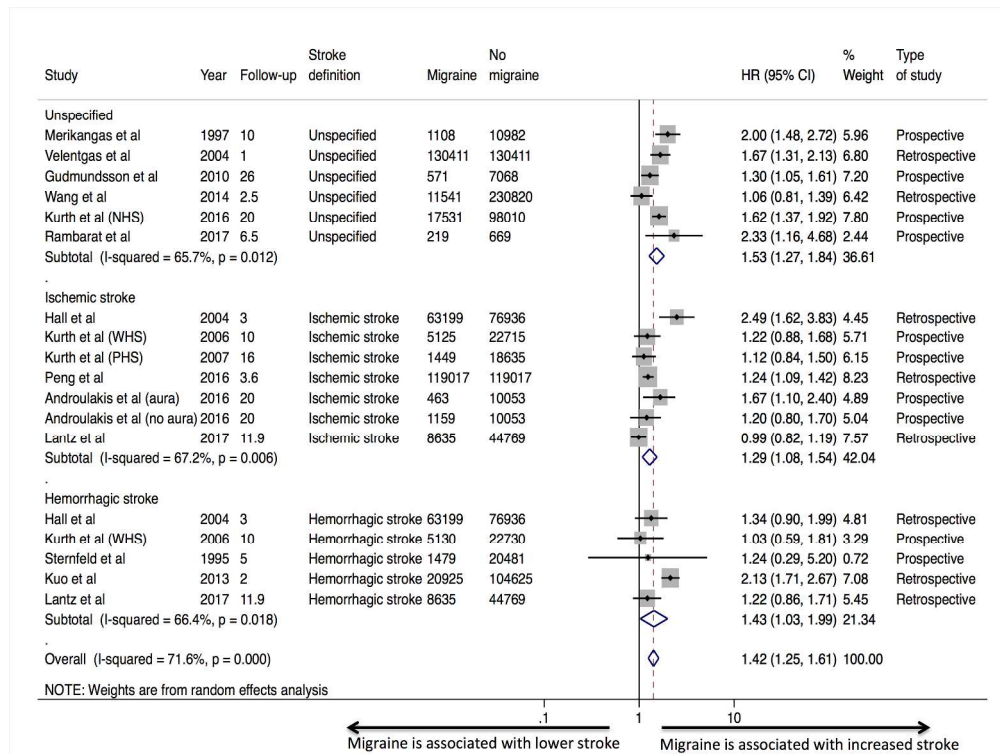 Stroke No %
Type
Study Year Follow-up definition Migraine migraine HR (95% CI) Weight of study
Unspecified
Merikangas et al 1997 10 Unspecified 1108 10982 2.00 (1.48, 2.72) 5.96 Prospective
Velentgas et al 2004 1 Unspecified 130411 130411 1.67 (1.31, 2.13) 6.80 Retrospective
Gudmundsson et al 2010 26 Unspecified 571 7068 1.30 (1.05, 1.61) 7.20 Prospective
Wang et al 2014 2.5 Unspecified 11541 230820 1.06 (0.81, 1.39) 6.42 Retrospective
Kurth et al (NHS) 2016 20 Unspecified 17531 98010 1.62 (1.37, 1.92) 7.80 Prospective
Rambarat et al 2017 6.5 Unspecified 219 669 2.33 (1.16, 4.68) 2.44 Prospective
Subtotal (I-squared = 65.7%, p = 0.012) 1.53 (1.27, 1.84) 36.61
.
Ischemic stroke
Hall et al 2004 3 Ischemic stroke 63199 76936 2.49 (1.62, 3.83) 4.45 Retrospective
Kurth et al (WHS) 2006 10 Ischemic stroke 5125 22715 1.22 (0.88, 1.68) 5.71 Prospective
Kurth et al (PHS) 2007 16 Ischemic stroke 1449 18635 1.12 (0.84, 1.50) 6.15 Prospective
Peng et al 2016 3.6 Ischemic stroke 119017 119017 1.24 (1.09, 1.42) 8.23 Retrospective
Androulakis et al (aura) 2016 20 Ischemic stroke 463 10053 1.67 (1.10, 2.40) 4.89 Prospective
Androulakis et al (no aura) 2016 20 Ischemic stroke 1159 10053 1.20 (0.80, 1.70) 5.04 Prospective
Lantz et al 2017 11.9 Ischemic stroke 8635 44769 0.99 (0.82, 1.19) 7.57 Retrospective
Subtotal (I-squared = 67.2%, p = 0.006) 1.29 (1.08, 1.54) 42.04
.
Hemorrhagic stroke
Hall et al 2004 3 Hemorrhagic stroke 63199 76936 1.34 (0.90, 1.99) 4.81 Retrospective
Kurth et al (WHS) 2006 10 Hemorrhagic stroke 5130 22730 1.03 (0.59, 1.81) 3.29 Prospective
Sternfeld et al 1995 5 Hemorrhagic stroke 1479 20481 1.24 (0.29, 5.20) 0.72 Prospective
Kuo et al 2013 2 Hemorrhagic stroke 20925 104625 2.13 (1.71, 2.67) 7.08 Retrospective
Lantz et al 2017 11.9 Hemorrhagic stroke 8635 44769 1.22 (0.86, 1.71) 5.45 Retrospective
Subtotal (I-squared = 66.4%, p = 0.018) 1.43 (1.03, 1.99) 21.34
.
Overall (I-squared = 71.6%, p = 0.000) 1.42 (1.25, 1.61) 100.00
NOTE: Weights are from random effects analysis
.1 1 10
Migraine is associated with lower stroke Migraine is associated with increased stroke